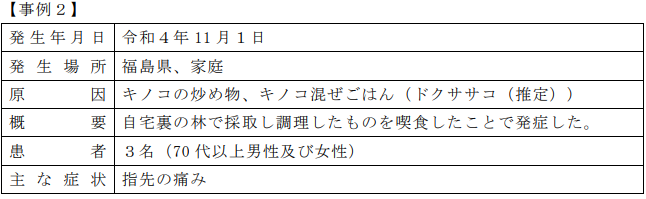 【事例２】
発生年月日 令和４年 11 月１日
発生場所 福島県、家庭
原因 キノコの炒め物、キノコ混ぜごはん（ドクササコ（推定））
概要 自宅裏の林で採取し調理したものを喫食したことで発症した。
患者 ３名（70 代以上男性及び女性）
主な症状 指先の痛み